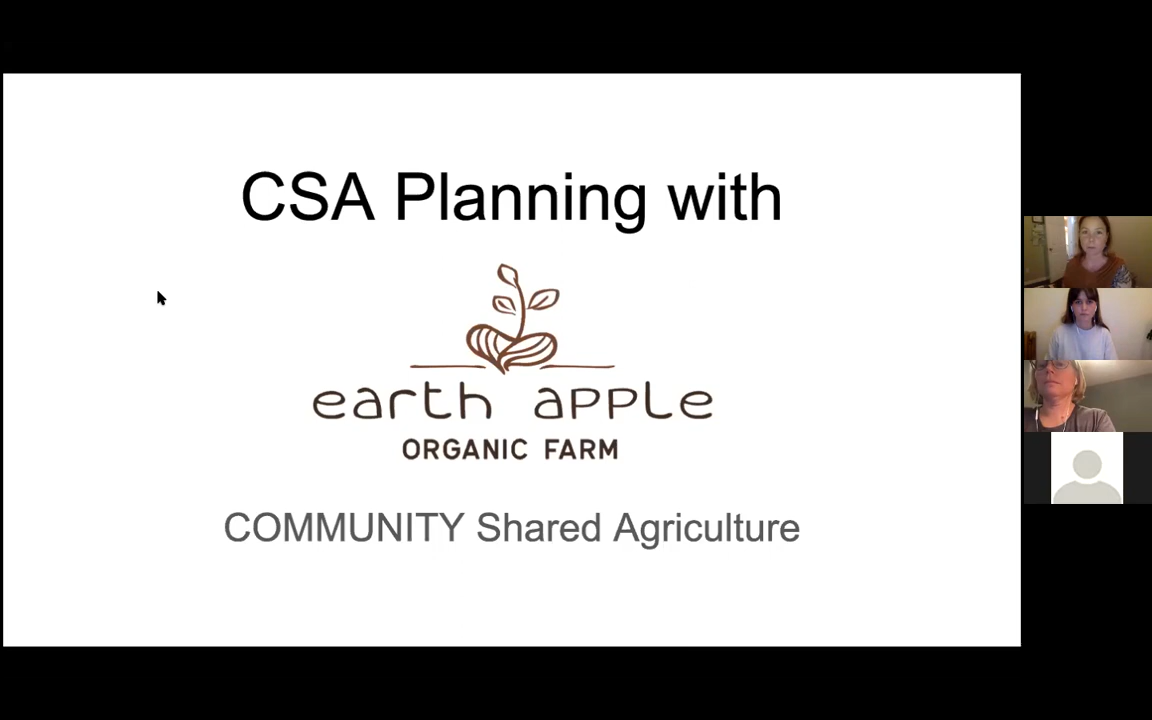 CSA Planning with
earth apple
ORGANIC FARM
COMMUNITY Shared Agriculture